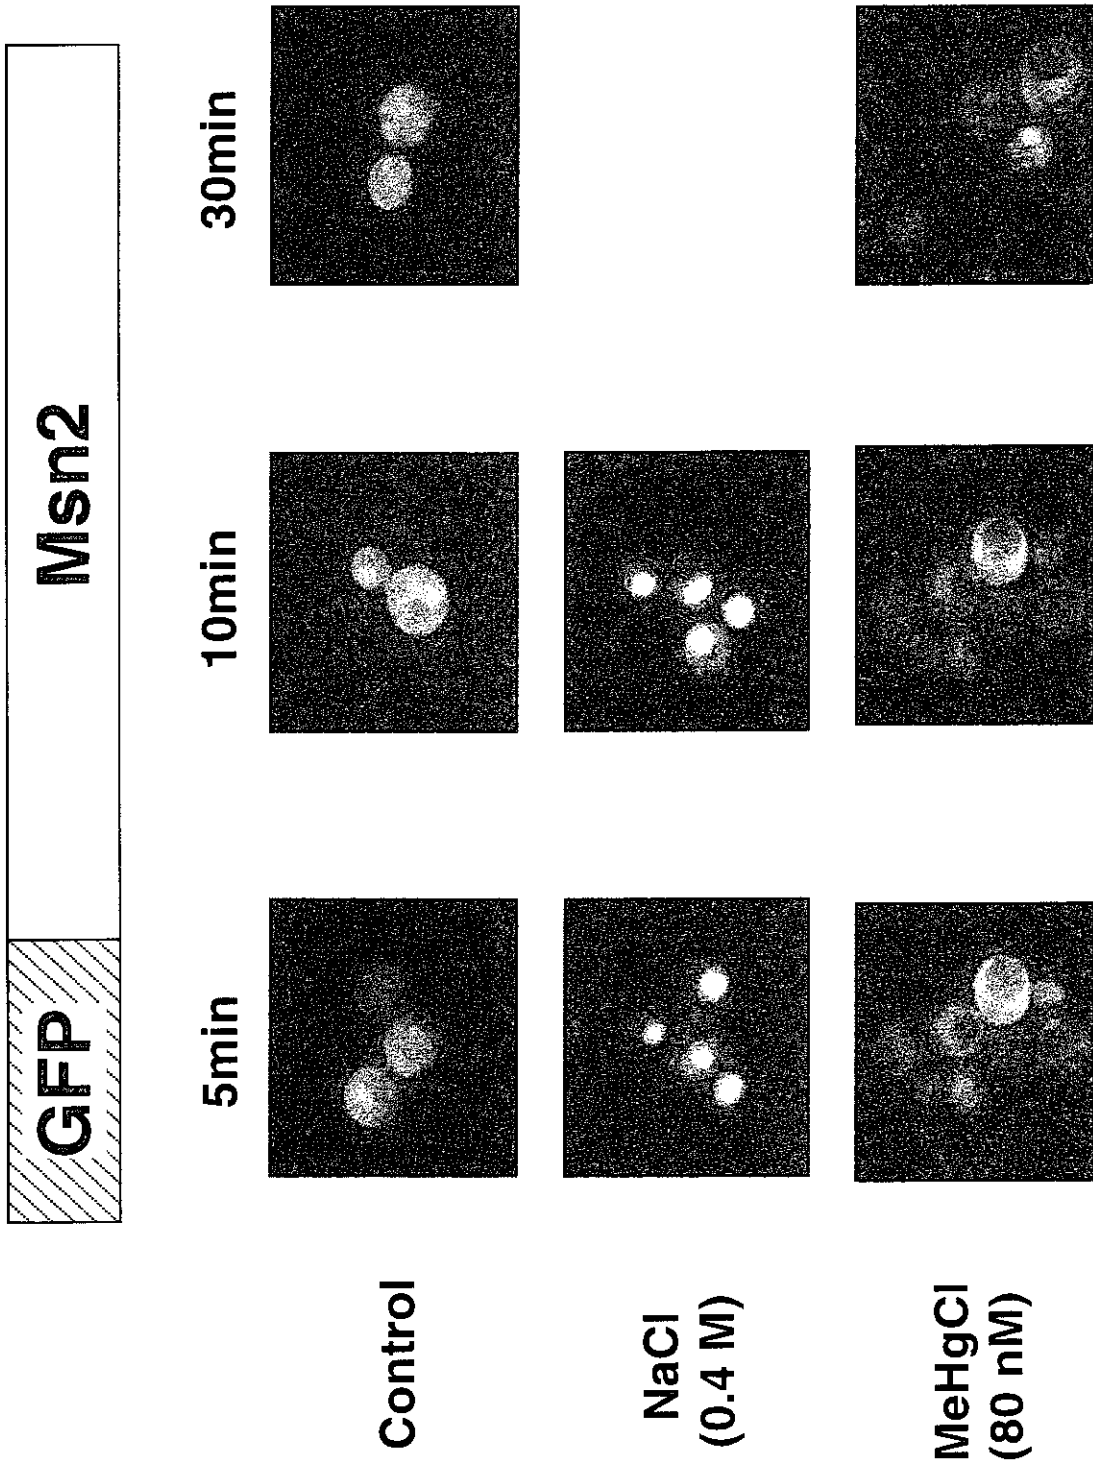 GFP Msn2
5min 10min 30min
Control
NaCl
(0.4 M)
MeHgCl
(80 nM)